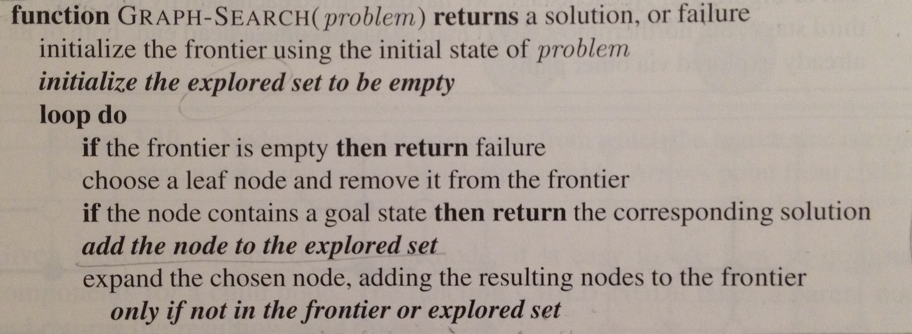 function GRAPH-SEARCH(problem) returns a solution, or failure
initialize the frontier using the initial state of problem
initialize the explored set to be empty
loop do
if the frontier is empty then return failure
choose a leaf node and remove it from the frontier
if the node contains a goal state then return the corresponding solution
add the node to the explored set
expand the chosen node, adding the resulting nodes to the frontier
only if not in the frontier or explored set